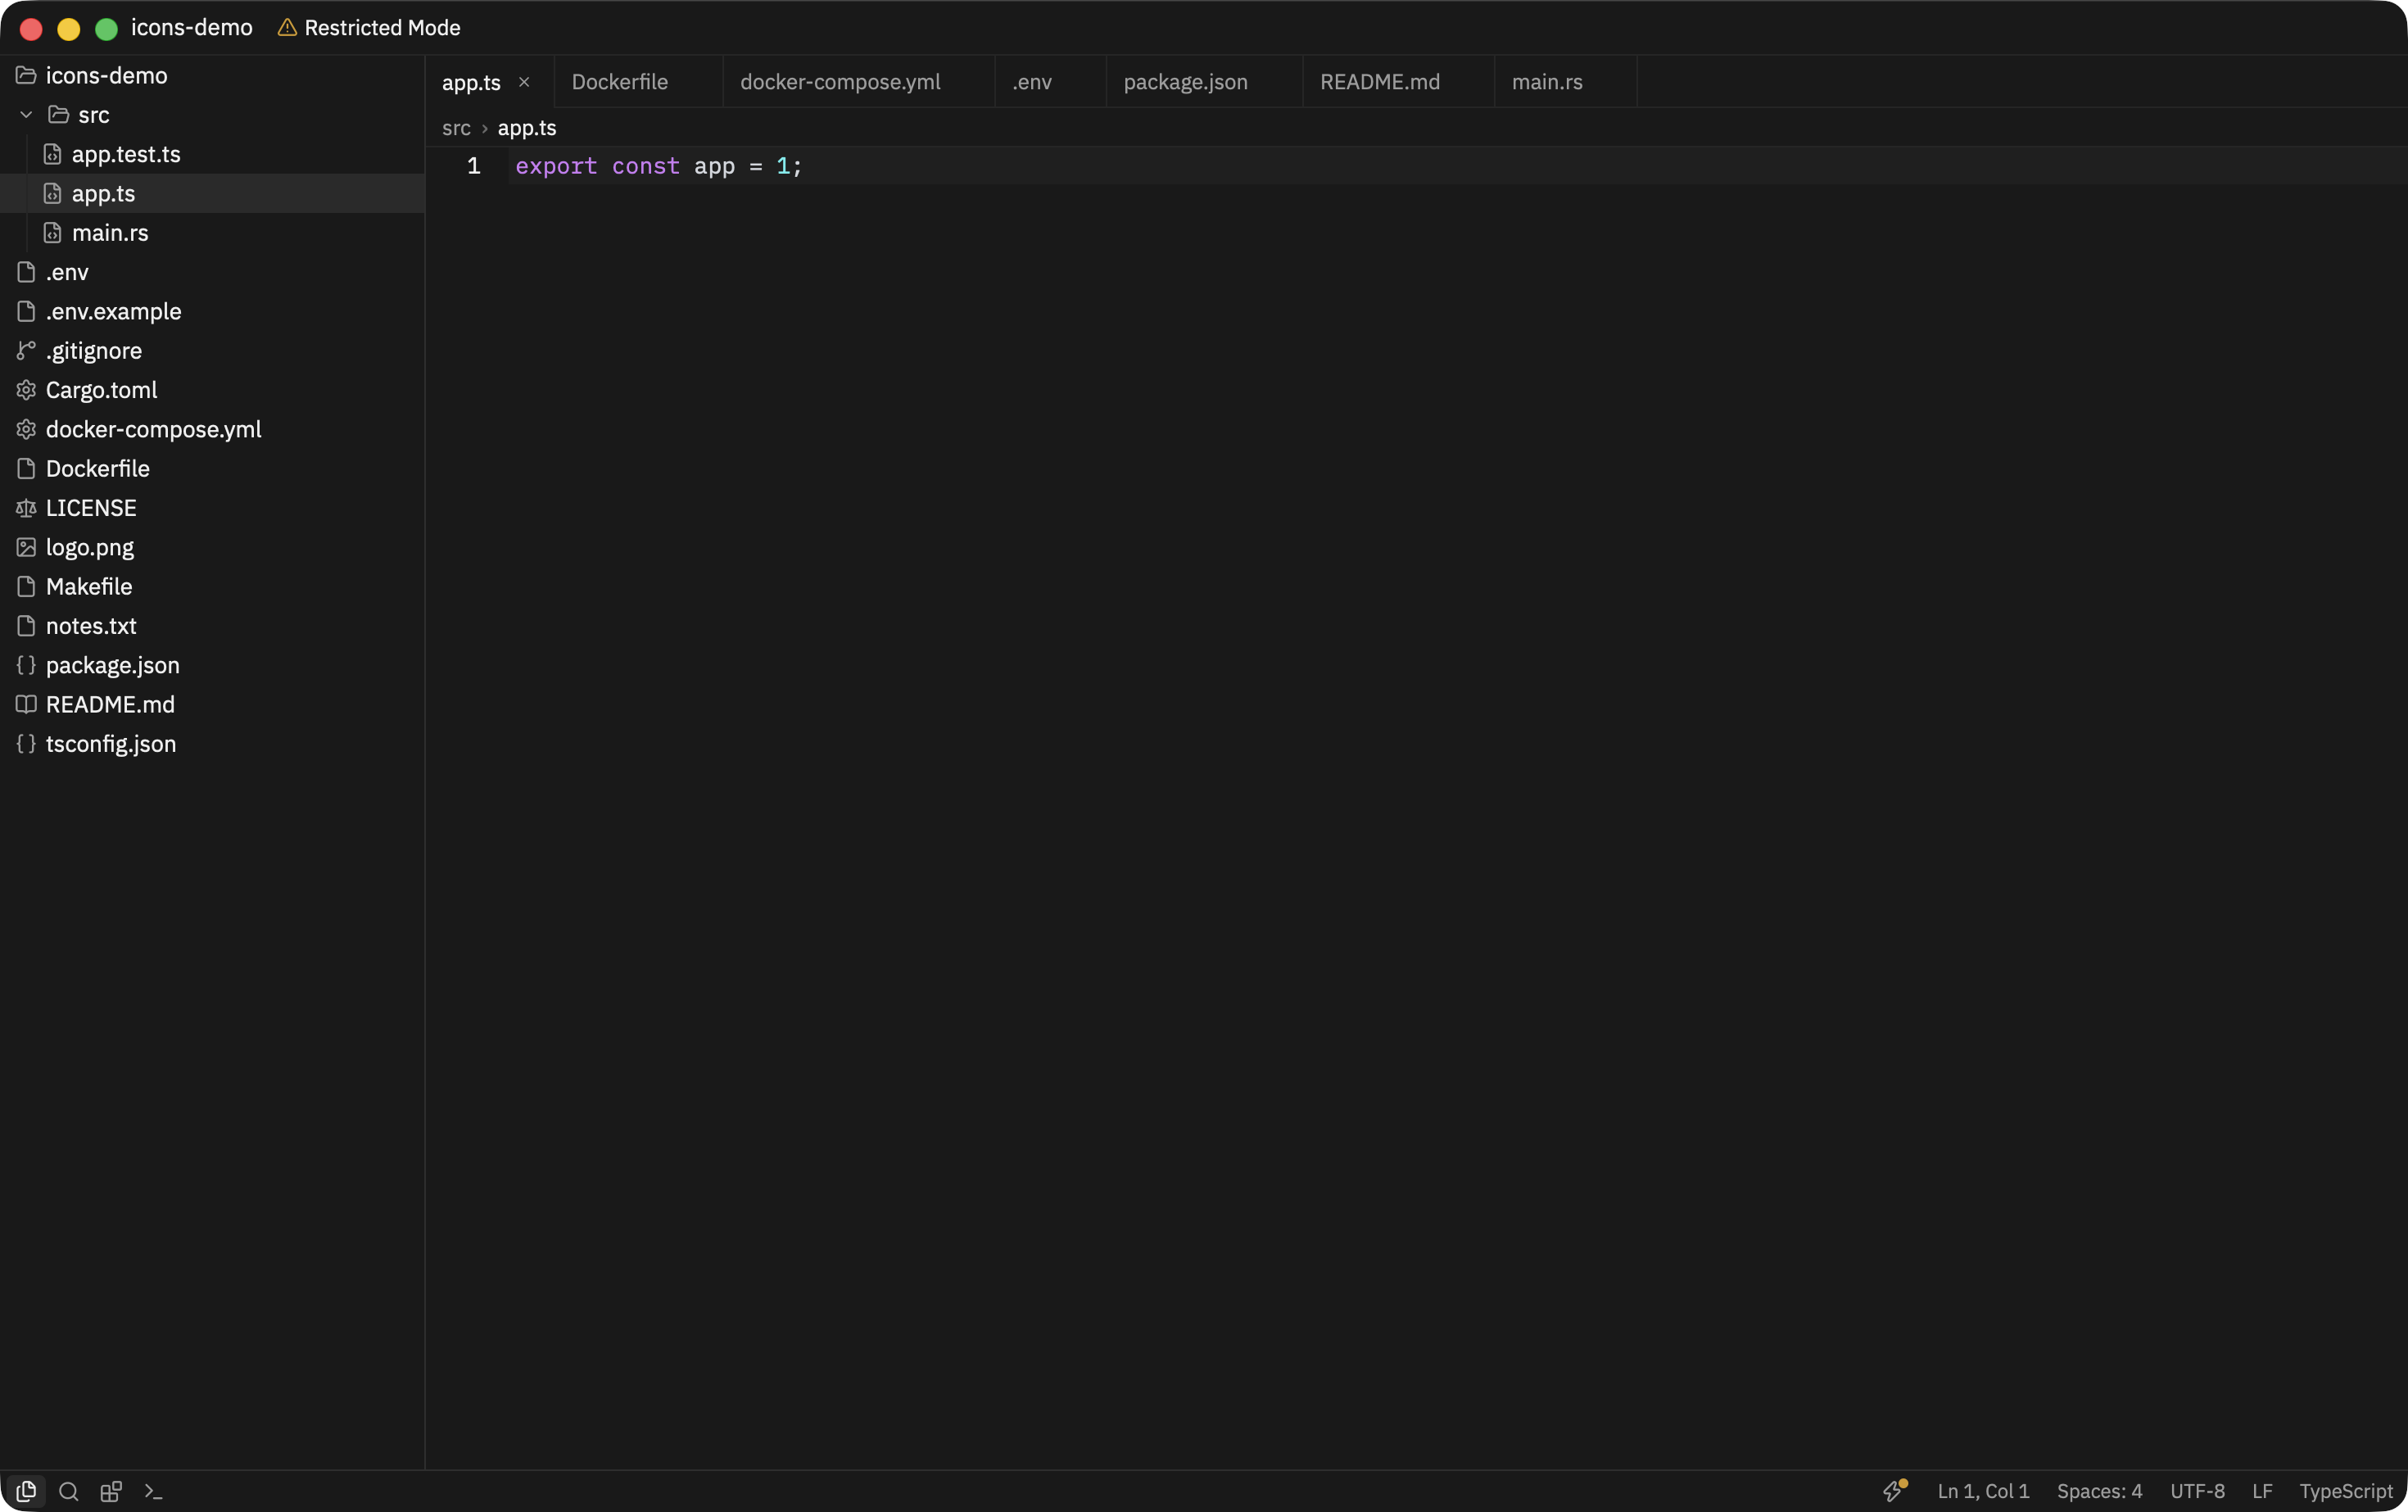 icons-demo Restricted Mode
icons-demo
src
app.test.ts
app.ts
main.rs
.env
.env.example
.gitignore
Cargo.toml
docker-compose.yml
Dockerfile
LICENSE
logo.png
Makefile
notes.txt
package.json
README.md
tsconfig.json
app.ts Dockerfile docker-compose.yml .env package.json README.md main.rs
src › app.ts
1 export const app = 1;
Ln 1, Col 1 Spaces: 4 UTF-8 LF TypeScript